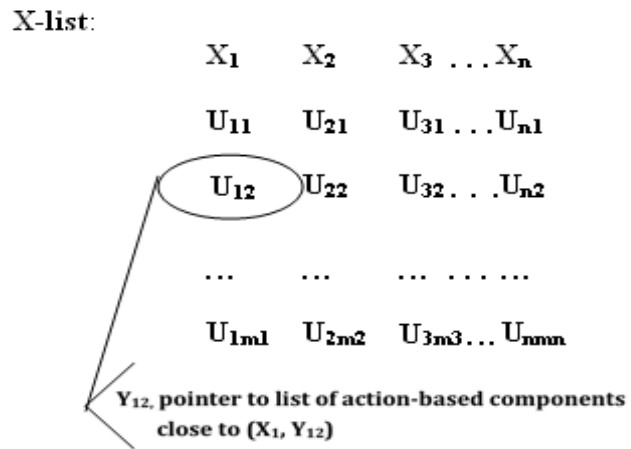 X-list:
X₁ X₂ X₃ ...Xₙ
U₁₁ U₂₁ U₃₁...Uₙ₁
U₁₂ U₂₂ U₃₂...Uₙ₂
... ... ... ... ...
U₁ₘ₁ U₂ₘ₂ U₃ₘ₃... Uₙₘₙ
Y₁₂, pointer to list of action-based components
close to (X₁, Y₁₂)